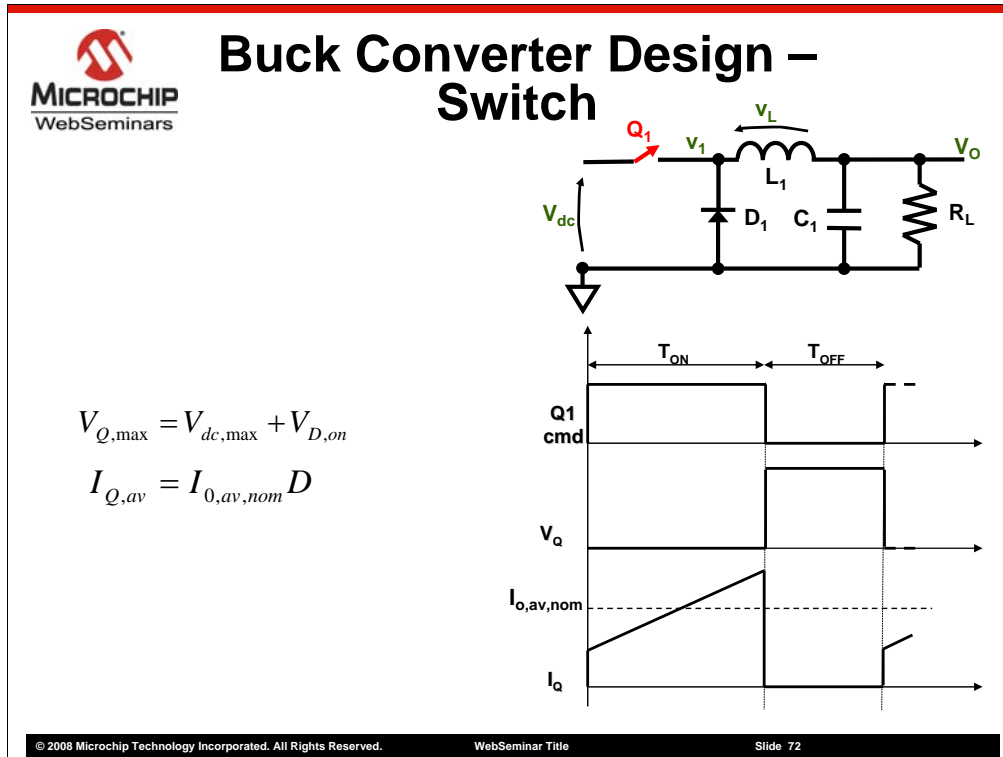 Buck Converter Design –
Switch
MICROCHIP
WebSeminars
Q1
v1
vL
VO
L1
Vdc
D1
C1
RL
TON
TOFF
Q1
cmd
VQ
Io,av,nom
IQ
VQ,max = Vdc,max + VD,on
IQ,av = I0,av,nom D
© 2008 Microchip Technology Incorporated. All Rights Reserved. WebSeminar Title Slide 72